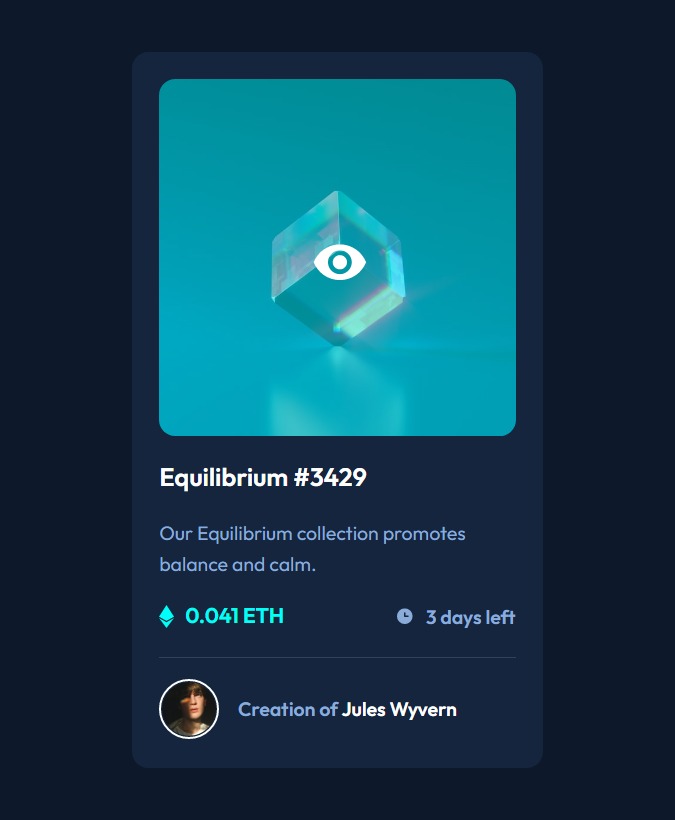 Equilibrium #3429
Our Equilibrium collection promotes
balance and calm.
0.041 ETH
3 days left
Creation of Jules Wyvern